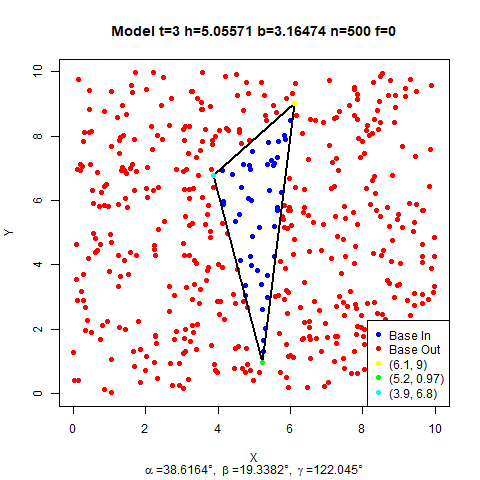 Model t=3 h=5.05571 b=3.16474 n=500 f=0
10
8
6
4
2
0
Y
Base In
Base Out
(6.1, 9)
(5.2, 0.97)
(3.9, 6.8)
0 2 4 6 8 10
X
α=38.6164°, β=19.3382°, γ=122.045°